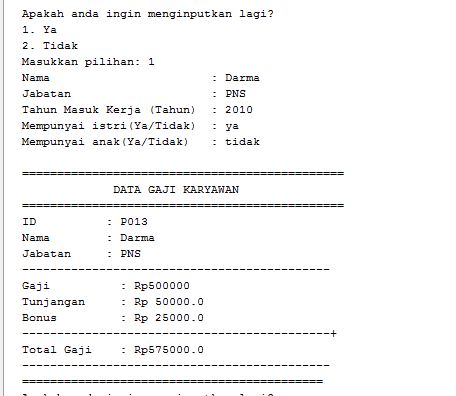 Apakah anda ingin menginputkan lagi?
1. Ya
2. Tidak
Masukkan pilihan: 1
Nama : Darma
Jabatan : PNS
Tahun Masuk Kerja (Tahun) : 2010
Mempunyai istri(Ya/Tidak) : ya
Mempunyai anak(Ya/Tidak) : tidak
==============================================
DATA GAJI KARYAWAN
==============================================
ID : P013
Nama : Darma
Jabatan : PNS
--------------------------------------------
Gaji : Rp500000
Tunjangan : Rp 50000.0
Bonus : Rp 25000.0
--------------------------------------------+
Total Gaji : Rp575000.0
--------------------------------------------
===========================================